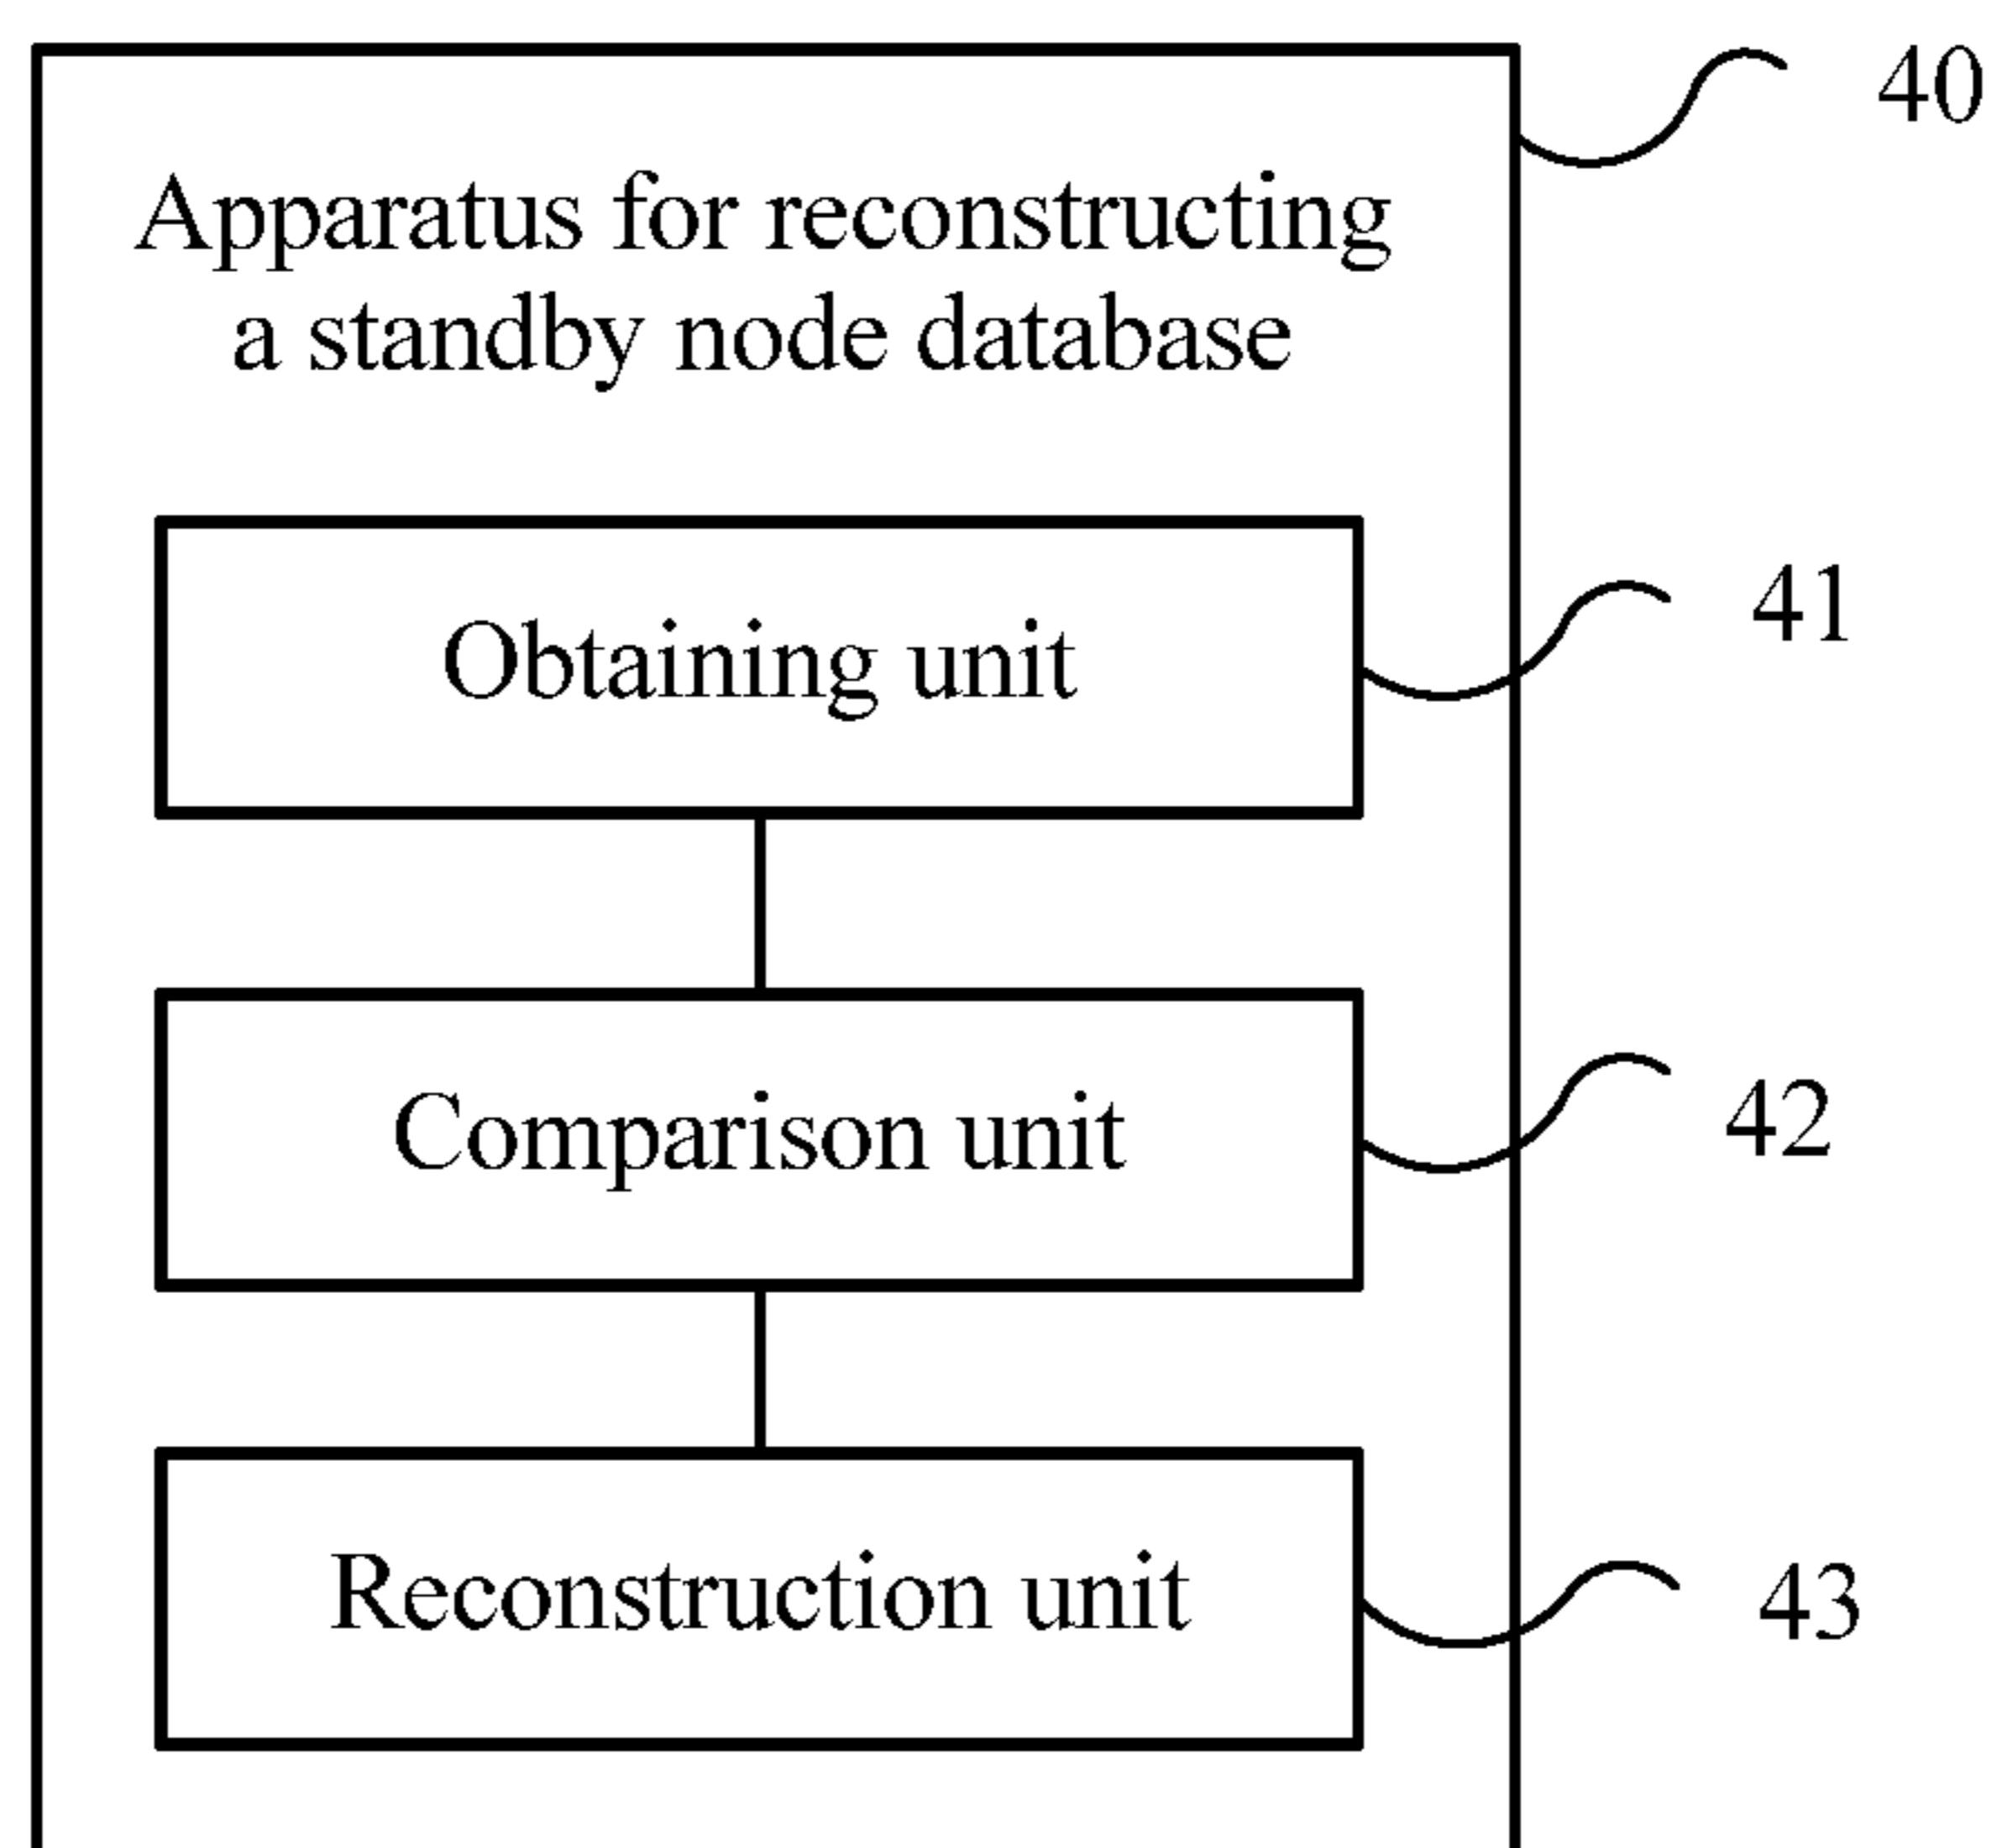 40
Apparatus for reconstructing
a standby node database
Obtaining unit
41
Comparison unit
42
Reconstruction unit
43